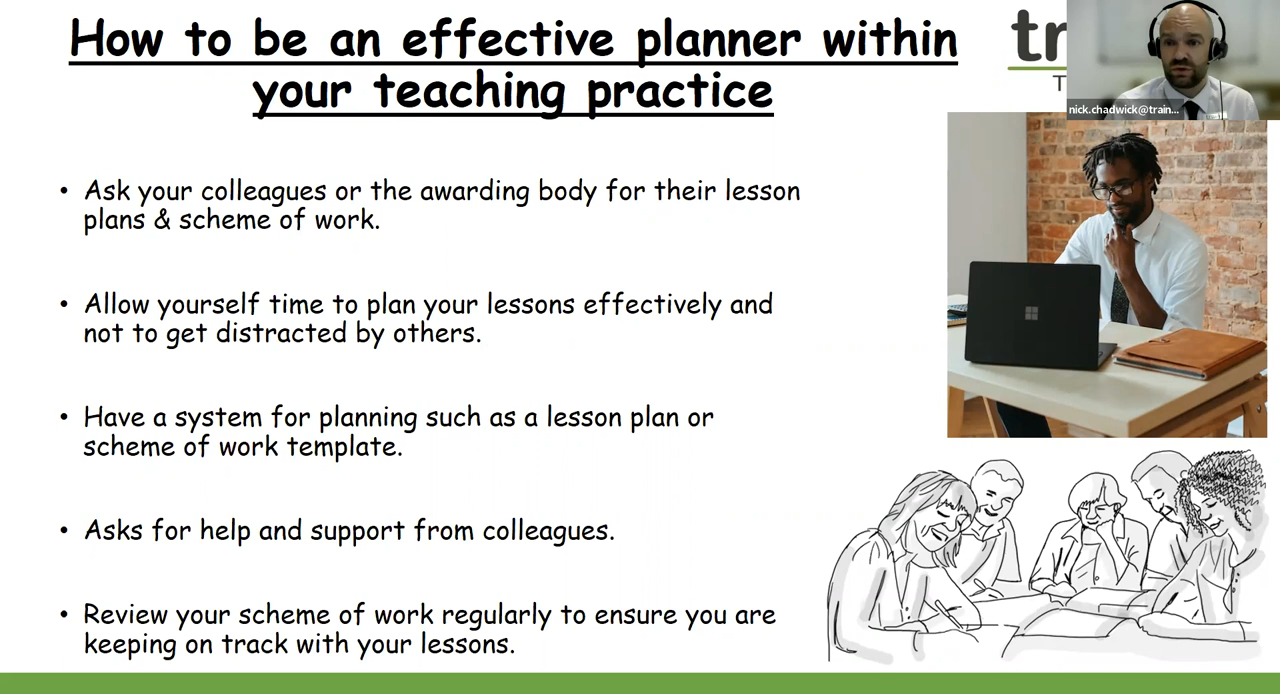 How to be an effective planner within
your teaching practice
nick.chadwick@train...
• Ask your colleagues or the awarding body for their lesson
plans & scheme of work.
• Allow yourself time to plan your lessons effectively and
not to get distracted by others.
• Have a system for planning such as a lesson plan or
scheme of work template.
• Asks for help and support from colleagues.
• Review your scheme of work regularly to ensure you are
keeping on track with your lessons.